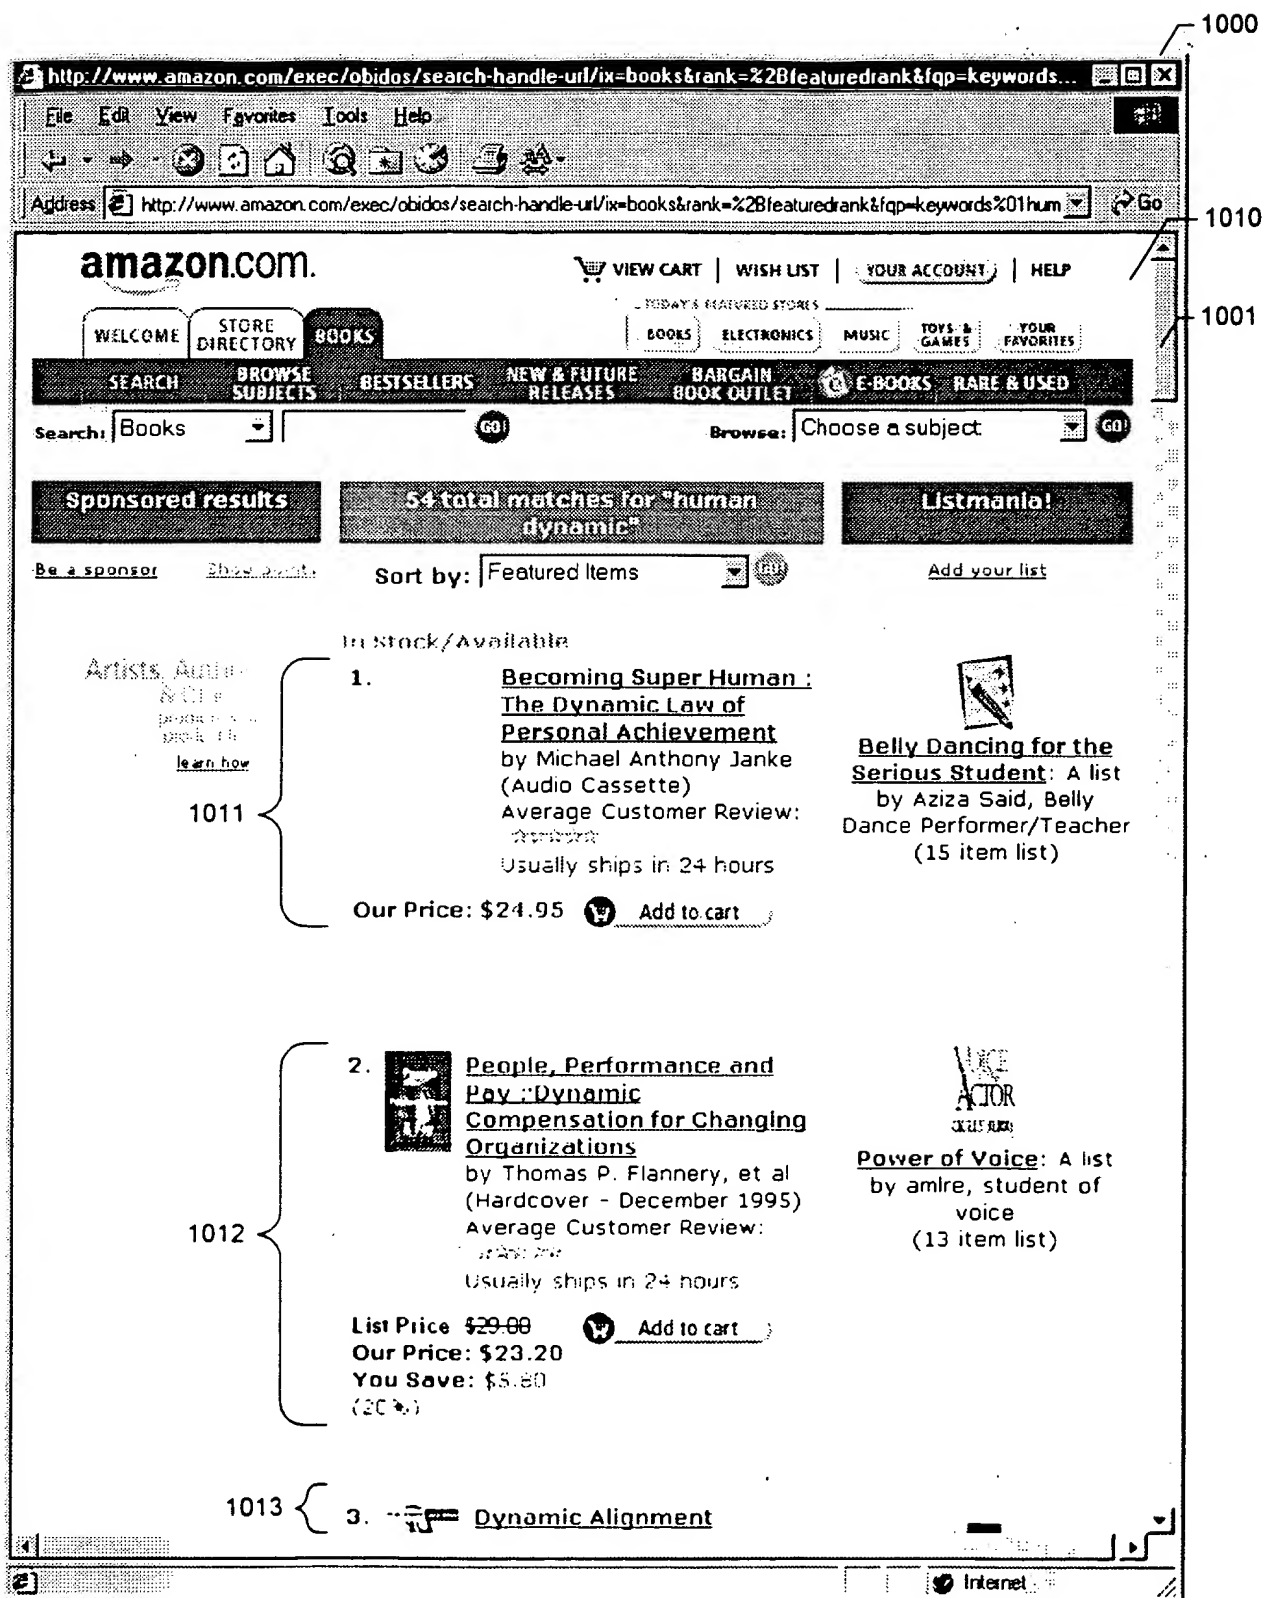 1000
http://www.amazon.com/exec/obidos/search-handle-url/ix=books&rank=%2Bfeaturedrank&fqp=keywords...
File Edit View Favorites Tools Help
Address http://www.amazon.com/exec/obidos/search-handle-url/ix=books&rank=%2Bfeaturedrank&fqp=keywords%01hum Go
1010
amazon.com.
VIEW CART | WISH LIST | YOUR ACCOUNT | HELP
1001
TODAY'S FEATURED STORES
WELCOME STORE DIRECTORY BOOKS
BOOKS ELECTRONICS MUSIC TOYS & GAMES YOUR FAVORITES
SEARCH BROWSE SUBJECTS BESTSELLERS NEW & FUTURE RELEASES BARGAIN BOOK OUTLET E-BOOKS RARE & USED
Search: Books GO! Browse: Choose a subject GO!
Sponsored results
54 total matches for "human
dynamic"
Listmania!
Be a sponsor Show points
Sort by: Featured Items GO!
Add your list
In Stock/Available
Artists,
&
learn how
1011
1.
Becoming Super Human :
The Dynamic Law of
Personal Achievement
by Michael Anthony Janke
(Audio Cassette)
Average Customer Review:
Usually ships in 24 hours
Our Price: $24.95 Add to cart
Belly Dancing for the
Serious Student: A list
by Aziza Said, Belly
Dance Performer/Teacher
(15 item list)
1012
2.
People, Performance and
Pay : Dynamic
Compensation for Changing
Organizations
by Thomas P. Flannery, et al
(Hardcover - December 1995)
Average Customer Review:
Usually ships in 24 hours
List Price $29.00 Add to cart
Our Price: $23.20
You Save: $5.80
(20%)
VOICE
ACTOR
Power of Voice: A list
by amlre, student of
voice
(13 item list)
1013
3. Dynamic Alignment
Internet